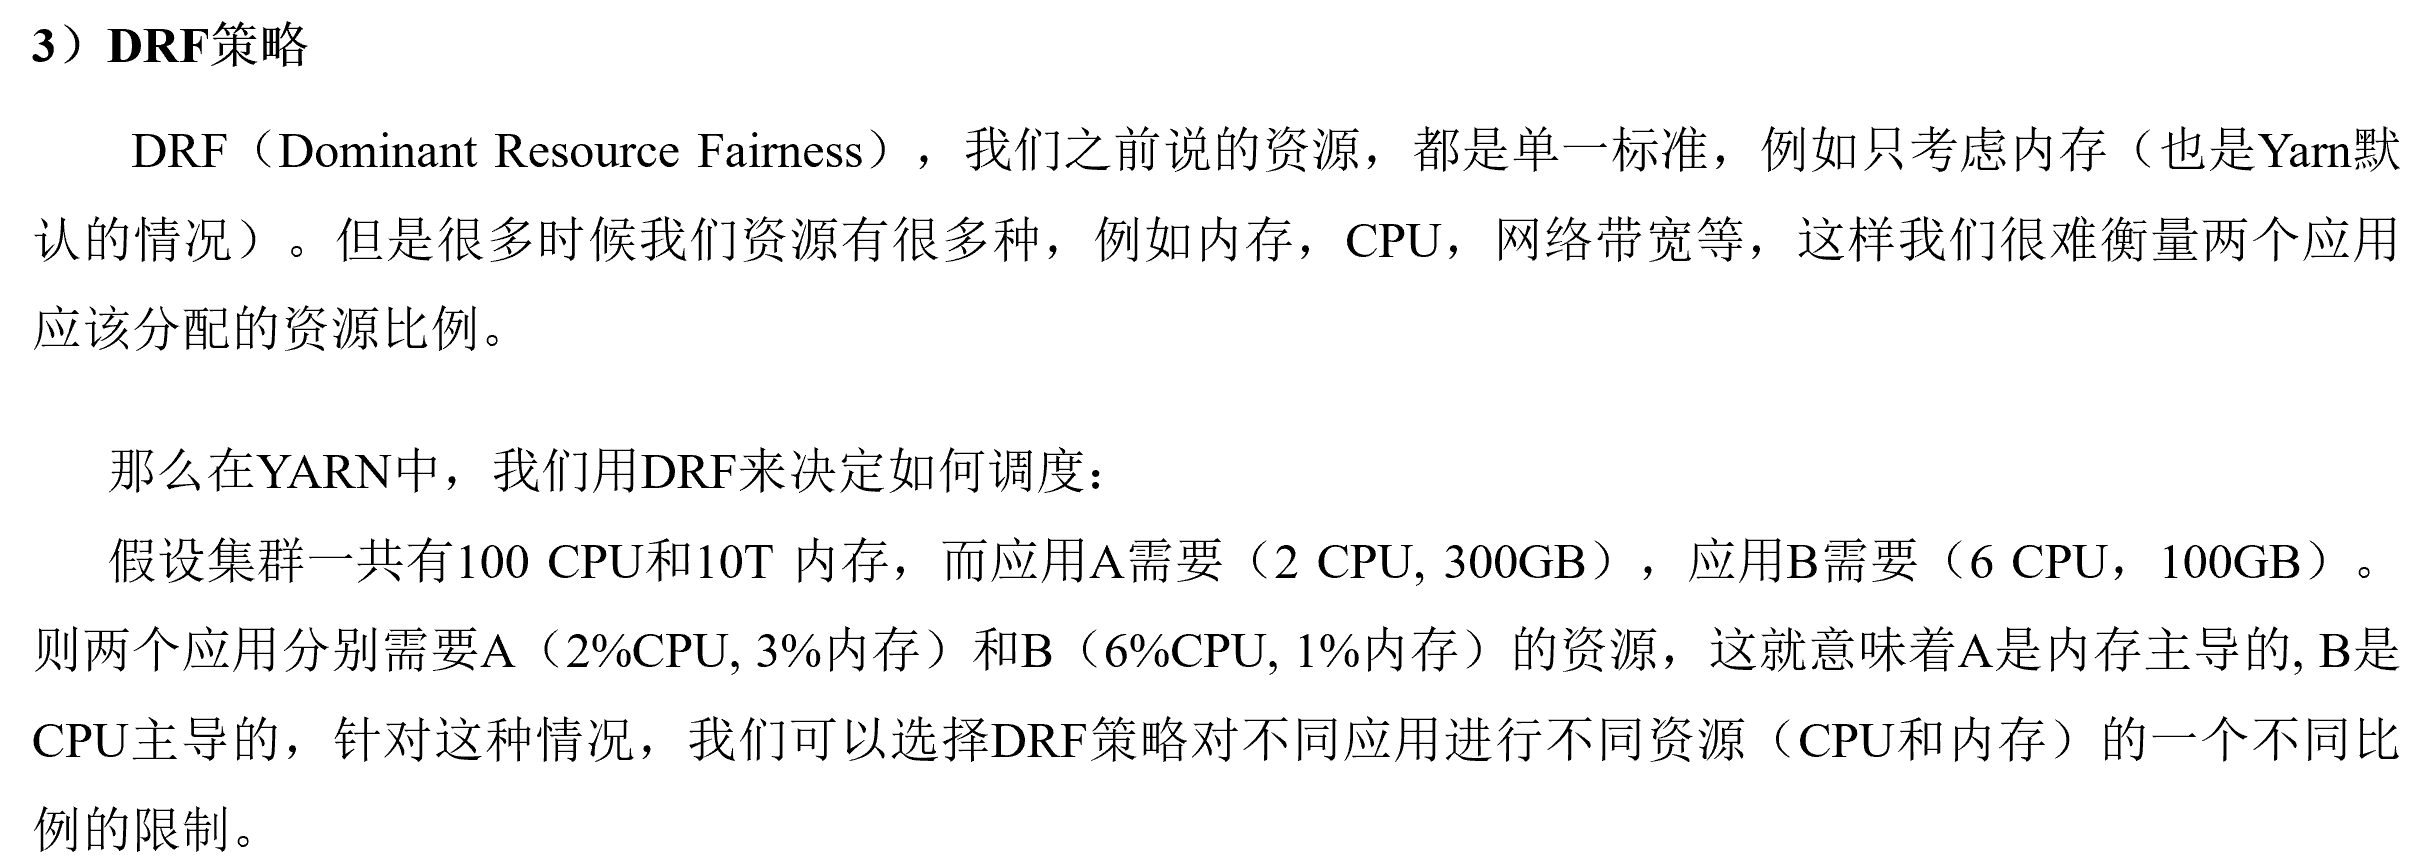 3）DRF策略
DRF（Dominant Resource Fairness），我们之前说的资源，都是单一标准，例如只考虑内存（也是Yarn默
认的情况）。但是很多时候我们资源有很多种，例如内存，CPU，网络带宽等，这样我们很难衡量两个应用
应该分配的资源比例。
那么在YARN中，我们用DRF来决定如何调度：
假设集群一共有100 CPU和10T 内存，而应用A需要（2 CPU, 300GB），应用B需要（6 CPU，100GB）。
则两个应用分别需要A（2%CPU, 3%内存）和B（6%CPU, 1%内存）的资源，这就意味着A是内存主导的, B是
CPU主导的，针对这种情况，我们可以选择DRF策略对不同应用进行不同资源（CPU和内存）的一个不同比
例的限制。